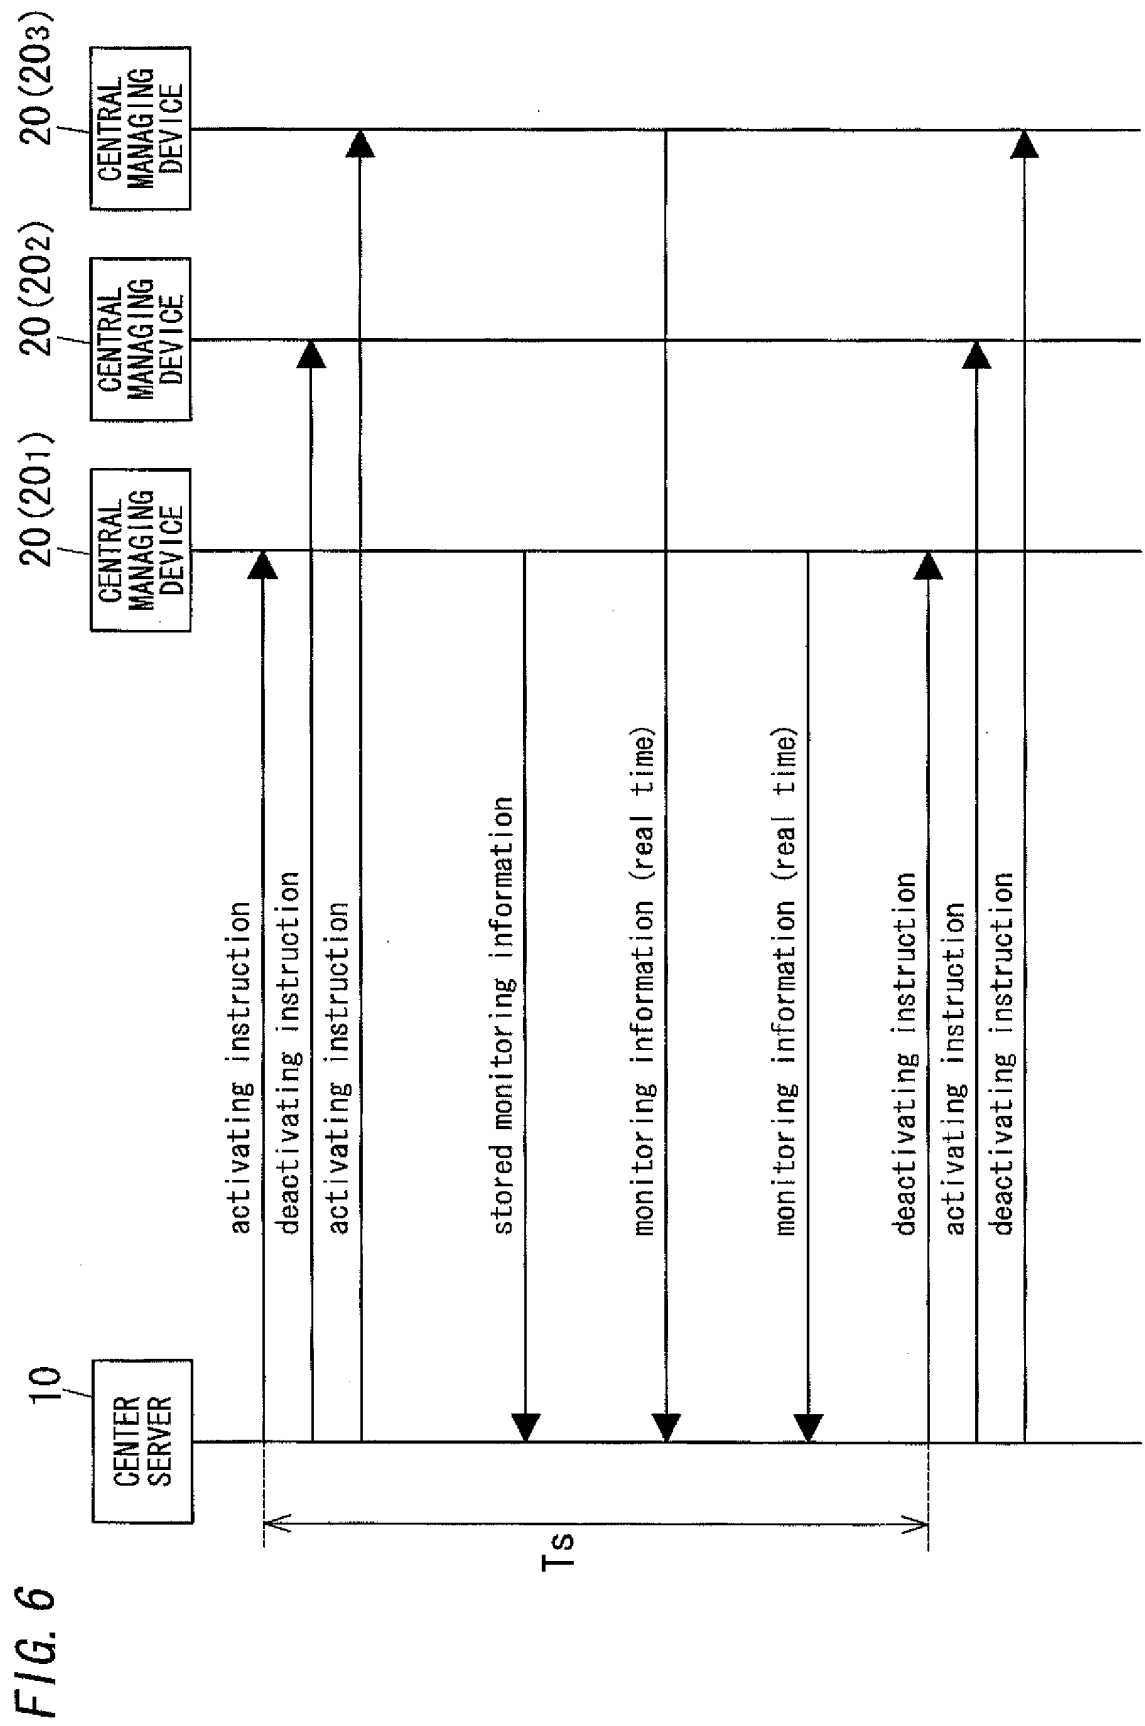 FIG. 6
10
CENTER
SERVER
20(201)
CENTRAL
MANAGING
DEVICE
20(202)
CENTRAL
MANAGING
DEVICE
20(203)
CENTRAL
MANAGING
DEVICE
activating instruction
deactivating instruction
activating instruction
stored monitoring information
monitoring information (real time)
monitoring information (real time)
deactivating instruction
activating instruction
deactivating instruction
Ts